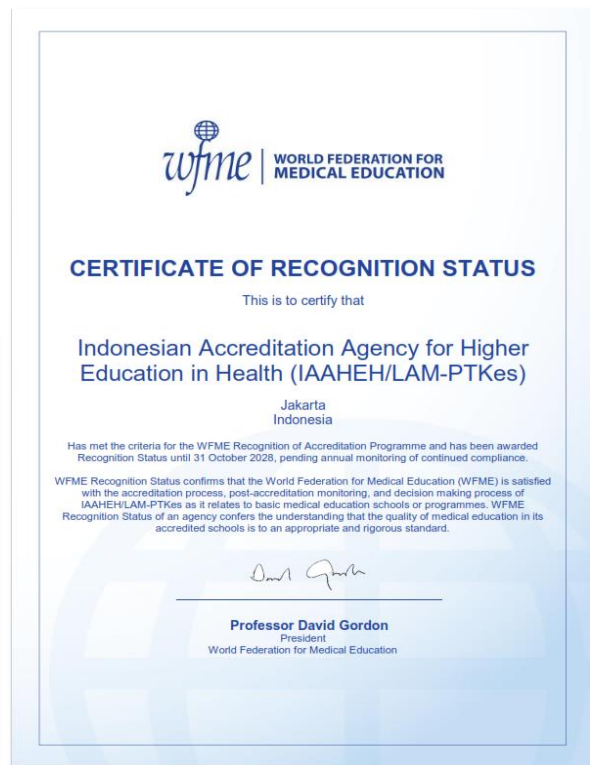 wfme
WORLD FEDERATION FOR
MEDICAL EDUCATION
CERTIFICATE OF RECOGNITION STATUS
This is to certify that
Indonesian Accreditation Agency for Higher
Education in Health (IAAHEH/LAM-PTKes)
Jakarta
Indonesia
Has met the criteria for the WFME Recognition of Accreditation Programme and has been awarded
Recognition Status until 31 October 2028, pending annual monitoring of continued compliance.
WFME Recognition Status confirms that the World Federation for Medical Education (WFME) is satisfied
with the accreditation process, post-accreditation monitoring, and decision making process of
IAAHEH/LAM-PTKes as it relates to basic medical education schools or programmes. WFME
Recognition Status of an agency confers the understanding that the quality of medical education in its
accredited schools is to an appropriate and rigorous standard.
Professor David Gordon
President
World Federation for Medical Education